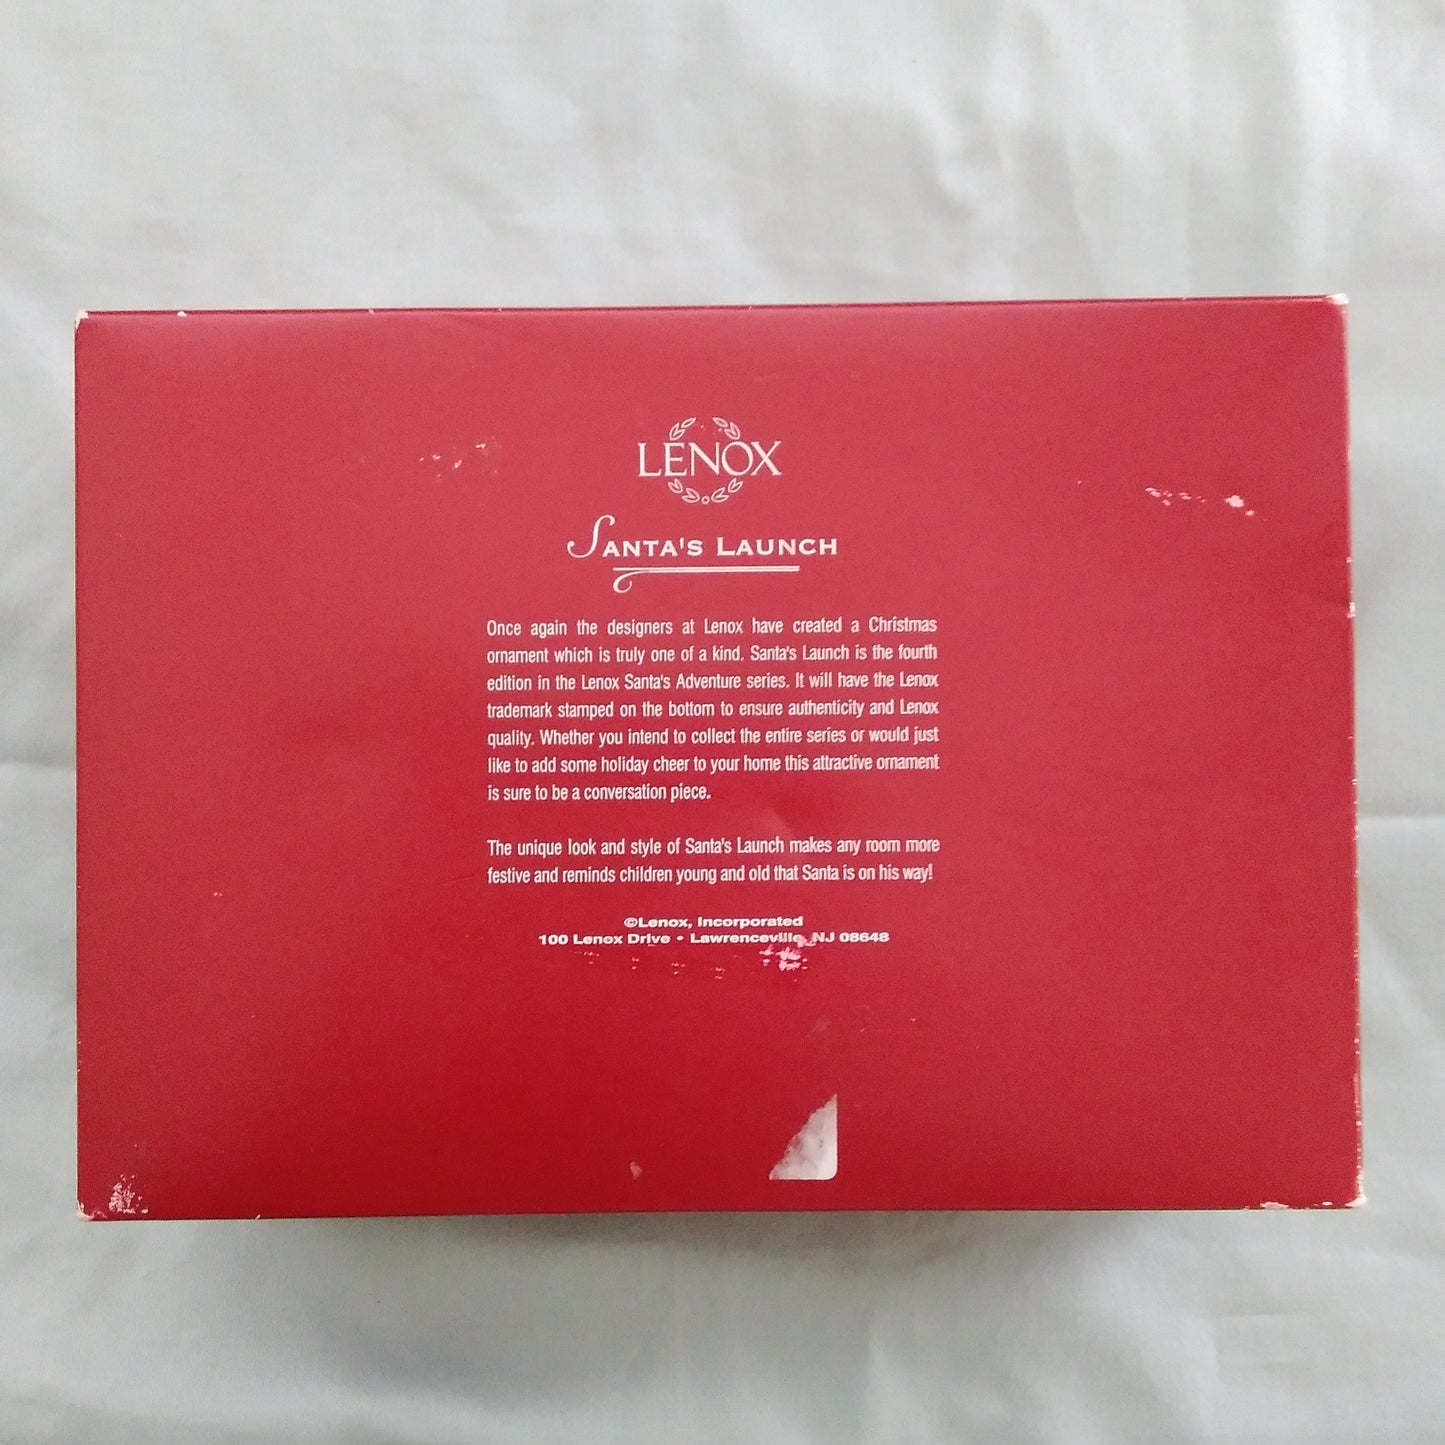 LENOX
SANTA'S LAUNCH
Once again the designers at Lenox have created a Christmas
ornament which is truly one of a kind. Santa's Launch is the fourth
edition in the Lenox Santa's Adventure series. It will have the Lenox
trademark stamped on the bottom to ensure authenticity and Lenox
quality. Whether you intend to collect the entire series or would just
like to add some holiday cheer to your home this attractive ornament
is sure to be a conversation piece.
The unique look and style of Santa's Launch makes any room more
festive and reminds children young and old that Santa is on his way!
©Lenox, Incorporated
100 Lenox Drive • Lawrenceville, NJ 08648